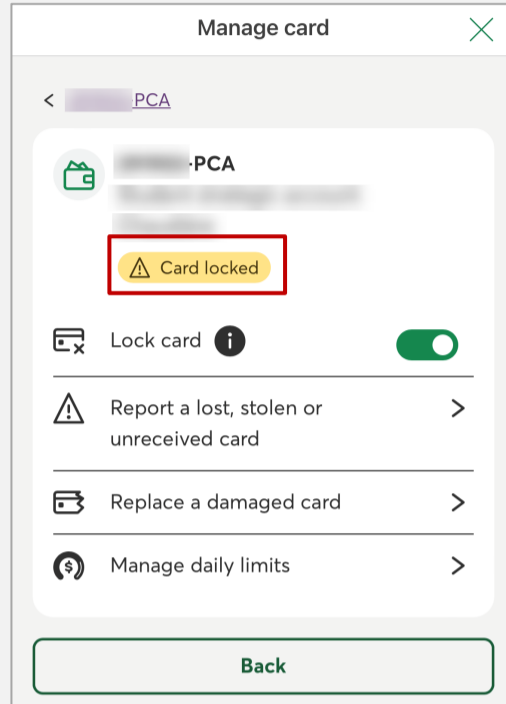 Manage card
-PCA
-PCA
Card locked
Lock card
Report a lost, stolen or
unreceived card
Replace a damaged card
Manage daily limits
Back